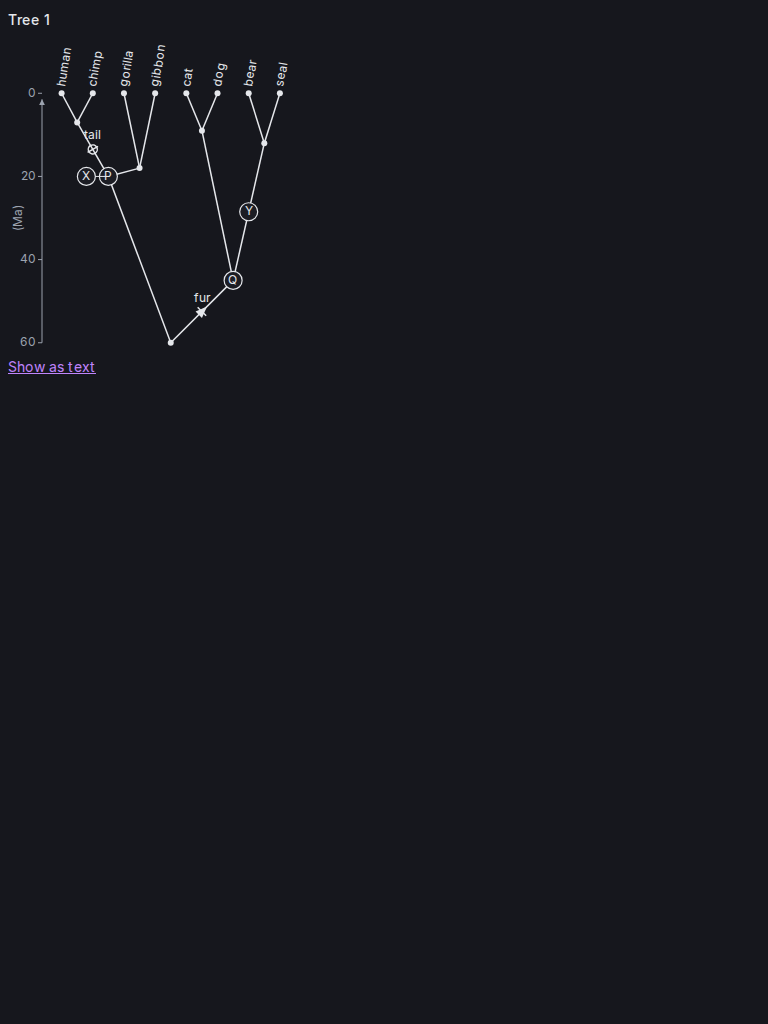 Tree 1
human
chimp
gorilla
gibbon
cat
dog
bear
seal
0
tail
X
P
20
Y
(Ma)
40
Q
fur
60
Show as text